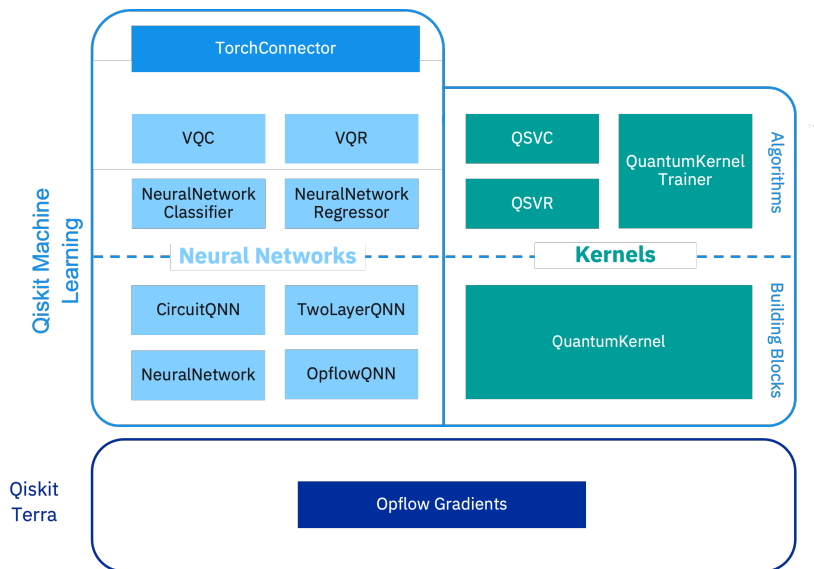 TorchConnector
VQC
VQR
QSVC
QuantumKernel
Trainer
Algorithms
NeuralNetwork
Classifier
NeuralNetwork
Regressor
QSVR
Qiskit Machine
Learning
Neural Networks
Kernels
CircuitQNN
TwoLayerQNN
QuantumKernel
Building Blocks
NeuralNetwork
OpflowQNN
Qiskit
Terra
Opflow Gradients